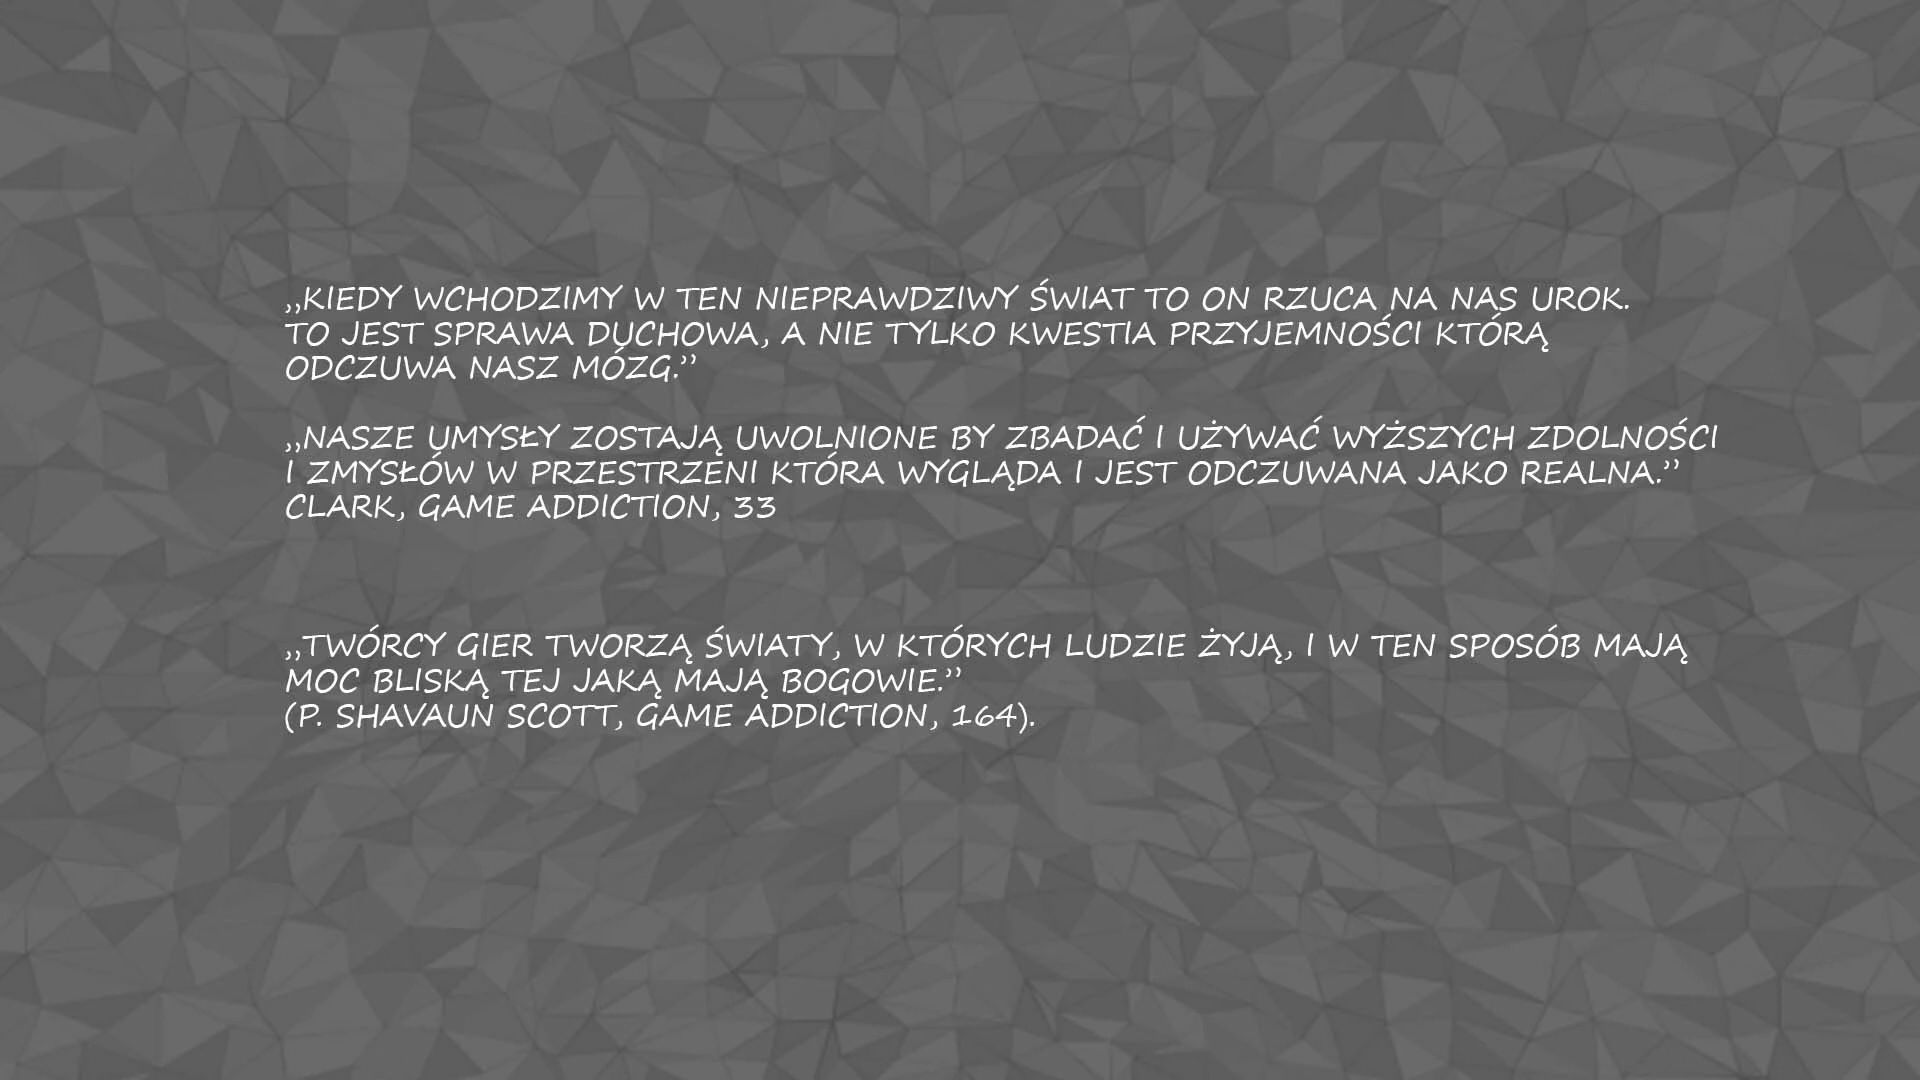 „KIEDY WCHODZIMY W TEN NIEPRAWDZIWY ŚWIAT TO ON RZUCA NA NAS UROK.
TO JEST SPRAWA DUCHOWA, A NIE TYLKO KWESTIA PRZYJEMNOŚCI KTÓRĄ
ODCZUWA NASZ MÓZG.”
„NASZE UMYSŁY ZOSTAJĄ UWOLNIONE BY ZBADAĆ I UŻYWAĆ WYŻSZYCH ZDOLNOŚCI
I ZMYSŁÓW W PRZESTRZENI KTÓRA WYGLĄDA I JEST ODCZUWANA JAKO REALNA.”
CLARK, GAME ADDICTION, 33
„TWÓRCY GIER TWORZĄ ŚWIATY, W KTÓRYCH LUDZIE ŻYJĄ, I W TEN SPOSÓB MAJĄ
MOC BLISKĄ TEJ JAKĄ MAJĄ BOGOWIE.”
(P. SHAVAUN SCOTT, GAME ADDICTION, 164).